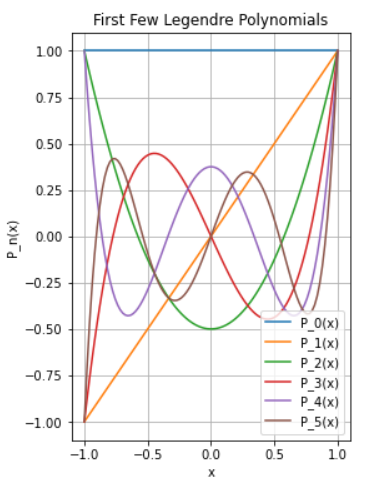 First Few Legendre Polynomials
1.00
0.75
0.50
0.25
0.00
−0.25
−0.50
−0.75
−1.00
P_n(x)
P_0(x)
P_1(x)
P_2(x)
P_3(x)
P_4(x)
P_5(x)
−1.0 −0.5 0.0 0.5 1.0
x